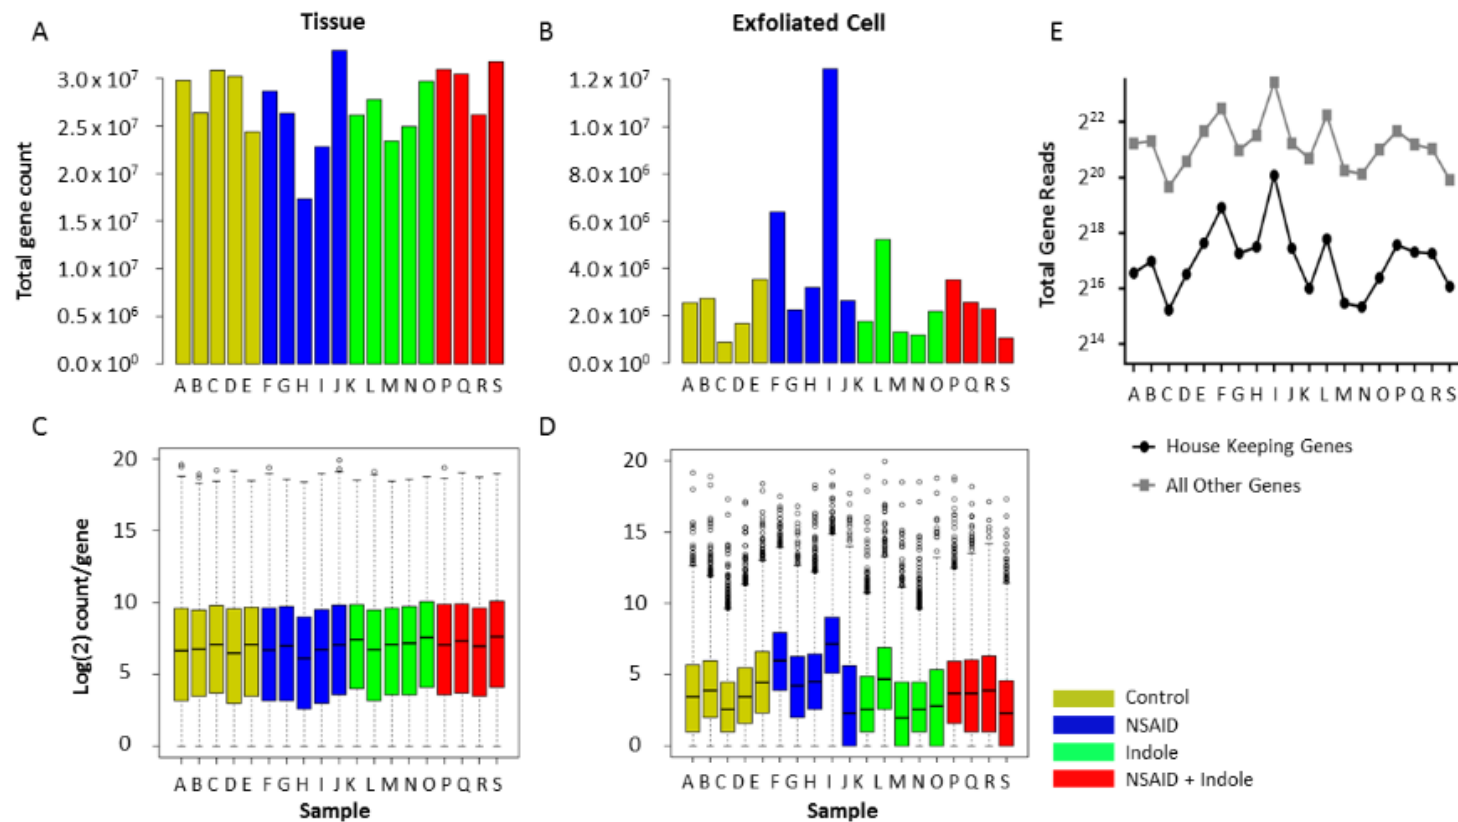 A
Tissue
Total gene count
3.0 x 10⁷
2.5 x 10⁷
2.0 x 10⁷
1.5 x 10⁷
1.0 x 10⁷
0.5 x 10⁶
0.0 x 10⁰
A B C D E F G H I J K L M N O P Q R S
B
Exfoliated Cell
1.2 x 10⁷
1.0 x 10⁷
8.0 x 10⁶
6.0 x 10⁶
4.0 x 10⁶
2.0 x 10⁶
0.0 x 10⁰
A B C D E F G H I J K L M N O P Q R S
E
Total Gene Reads
2²²
2²⁰
2¹⁸
2¹⁶
2¹⁴
A B C D E F G H I J K L M N O P Q R S
House Keeping Genes
All Other Genes
C
Log(2) count/gene
20
15
10
5
0
A B C D E F G H I J K L M N O P Q R S
Sample
D
20
15
10
5
0
A B C D E F G H I J K L M N O P Q R S
Sample
Control
NSAID
Indole
NSAID + Indole